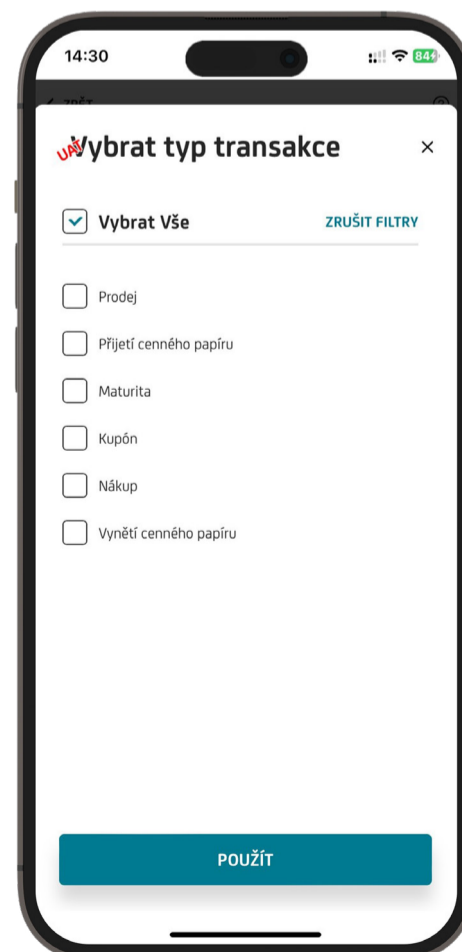 14:30
84
ZPĚT
UAT
Vybrat typ transakce
Vybrat Vše
ZRUŠIT FILTRY
Prodej
Přijetí cenného papíru
Maturita
Kupón
Nákup
Vynětí cenného papíru
POUŽÍT